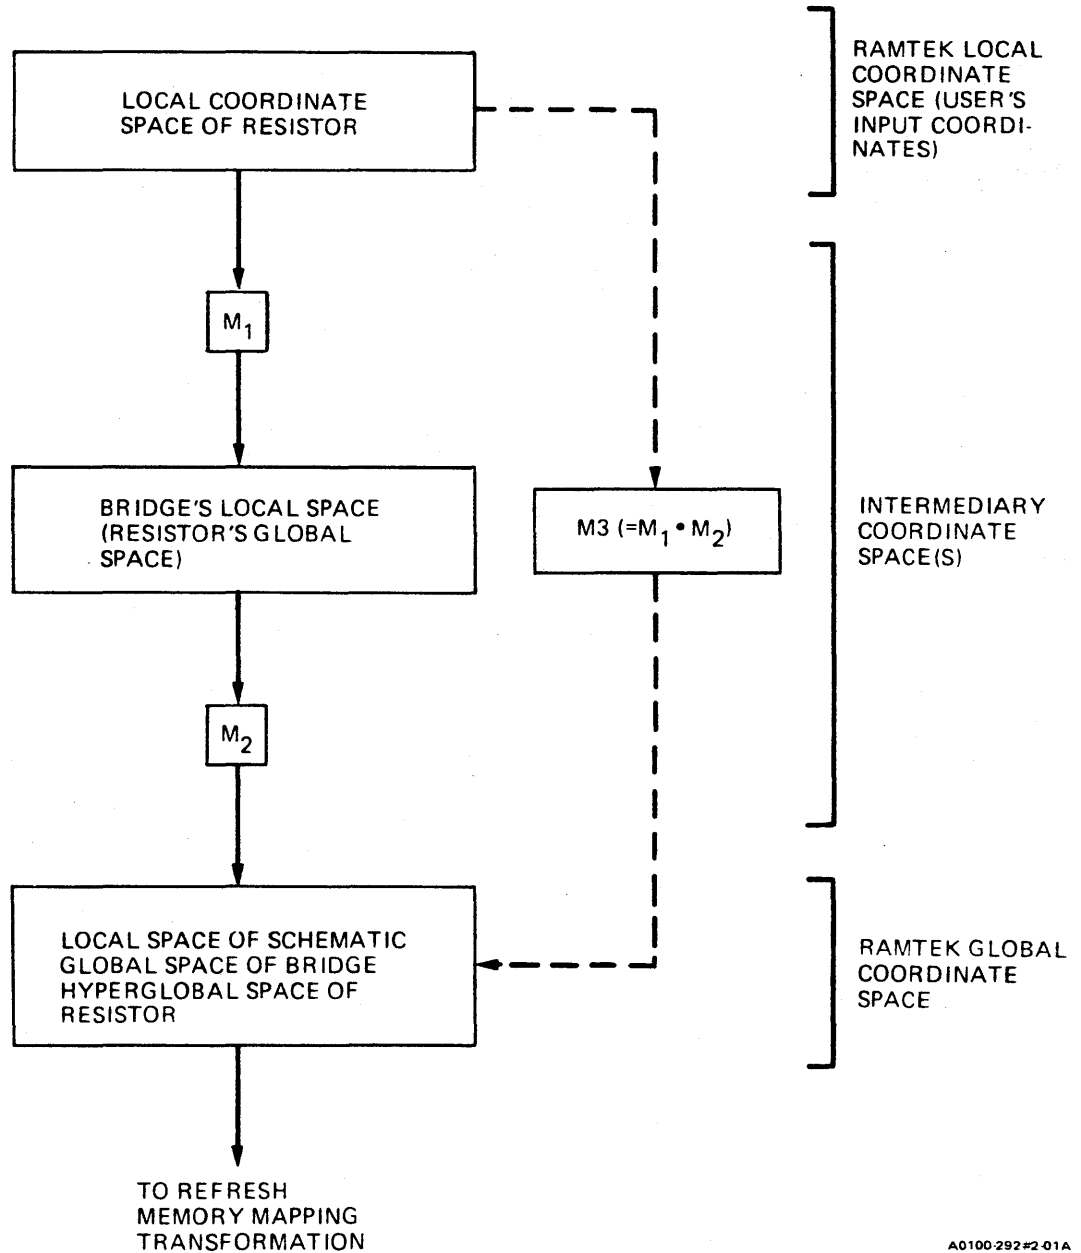 LOCAL COORDINATE
SPACE OF RESISTOR
RAMTEK LOCAL
COORDINATE
SPACE (USER'S
INPUT COORDI-
NATES)
M1
BRIDGE'S LOCAL SPACE
(RESISTOR'S GLOBAL
SPACE)
M3 (=M1 • M2)
INTERMEDIARY
COORDINATE
SPACE(S)
M2
LOCAL SPACE OF SCHEMATIC
GLOBAL SPACE OF BRIDGE
HYPERGLOBAL SPACE OF
RESISTOR
RAMTEK GLOBAL
COORDINATE
SPACE
TO REFRESH
MEMORY MAPPING
TRANSFORMATION
A0100-292#2-01A